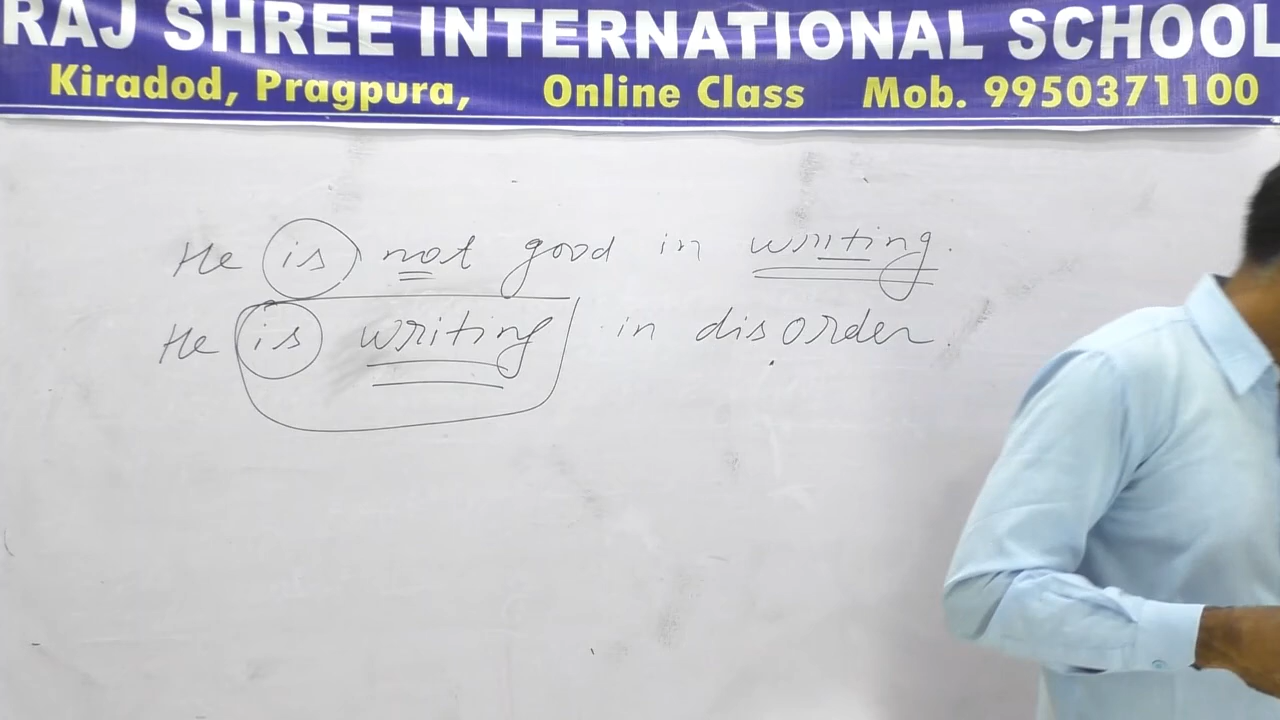 RAJ SHREE INTERNATIONAL SCHOOL
Kiradod, Pragpura, Online Class Mob. 9950371100
He is not good in writing.
He is writing in disorder.